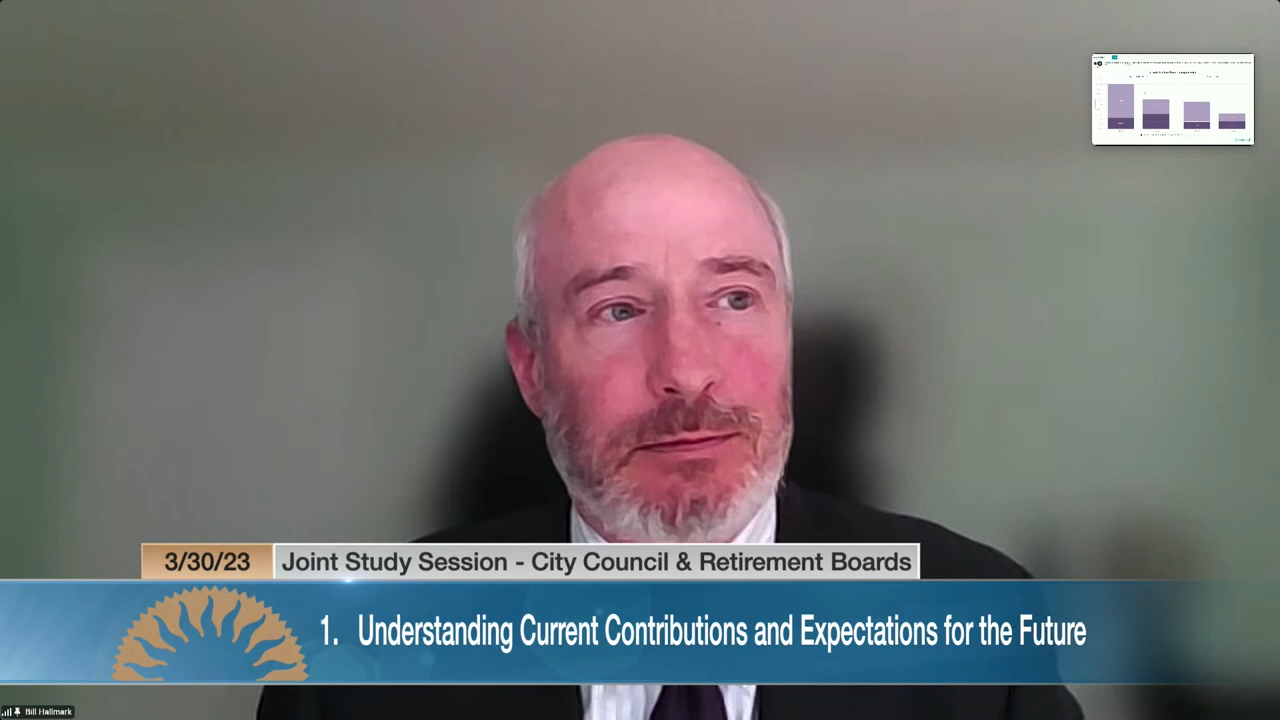 3/30/23
Joint Study Session - City Council & Retirement Boards
1. Understanding Current Contributions and Expectations for the Future
Bill Hallmark